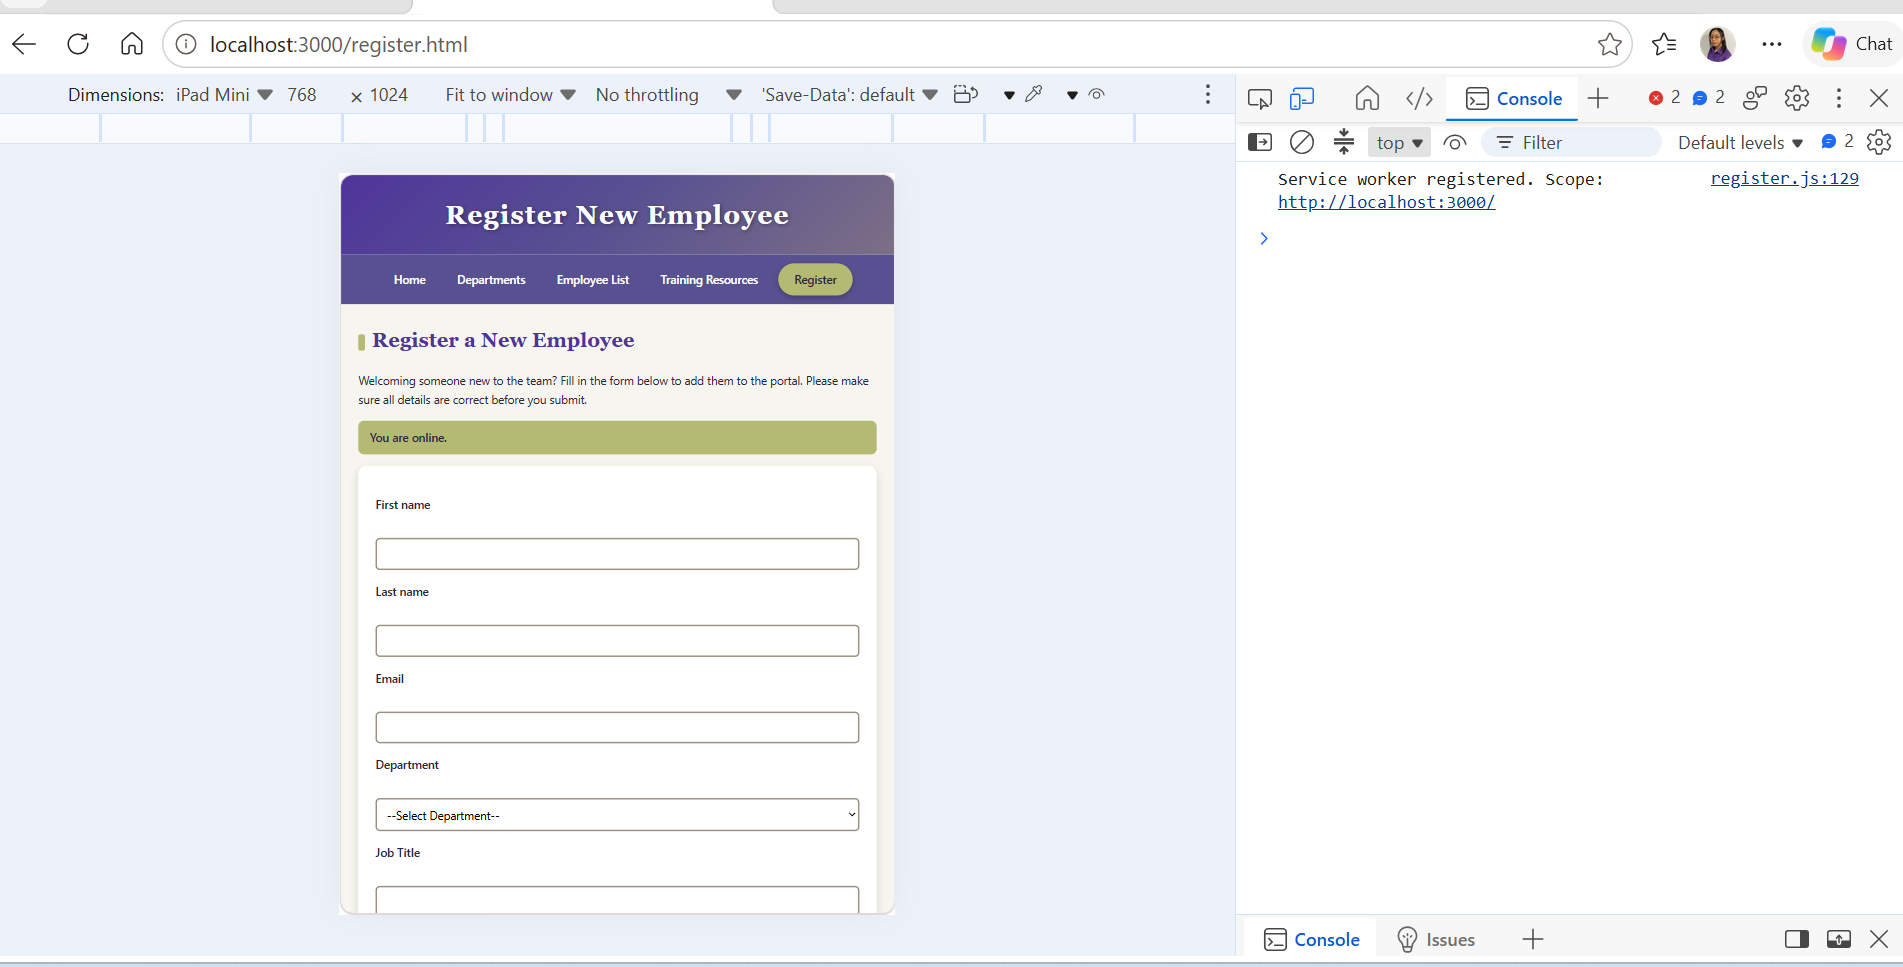 localhost:3000/register.html
Chat
Dimensions: iPad Mini 768 × 1024 Fit to window No throttling 'Save-Data': default
Console 2 2
top Filter Default levels 2
Service worker registered. Scope: register.js:129
http://localhost:3000/
Register New Employee
Home Departments Employee List Training Resources Register
Register a New Employee
Welcoming someone new to the team? Fill in the form below to add them to the portal. Please make
sure all details are correct before you submit.
You are online.
First name
Last name
Email
Department
--Select Department--
Job Title
Console Issues